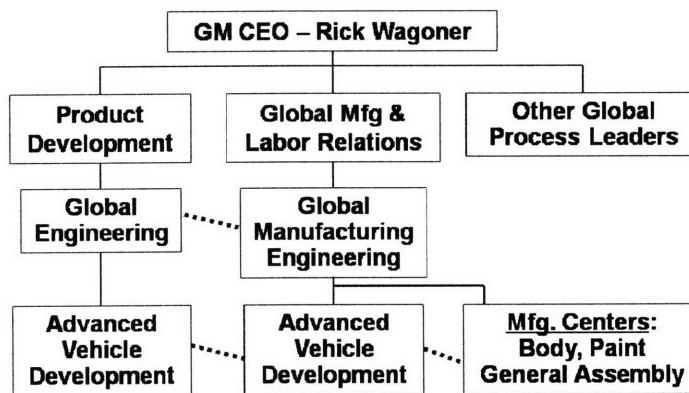 GM CEO – Rick Wagoner
Product
Development
Global Mfg &
Labor Relations
Other Global
Process Leaders
Global
Engineering
Global
Manufacturing
Engineering
Advanced
Vehicle
Development
Advanced
Vehicle
Development
Mfg. Centers:
Body, Paint
General Assembly